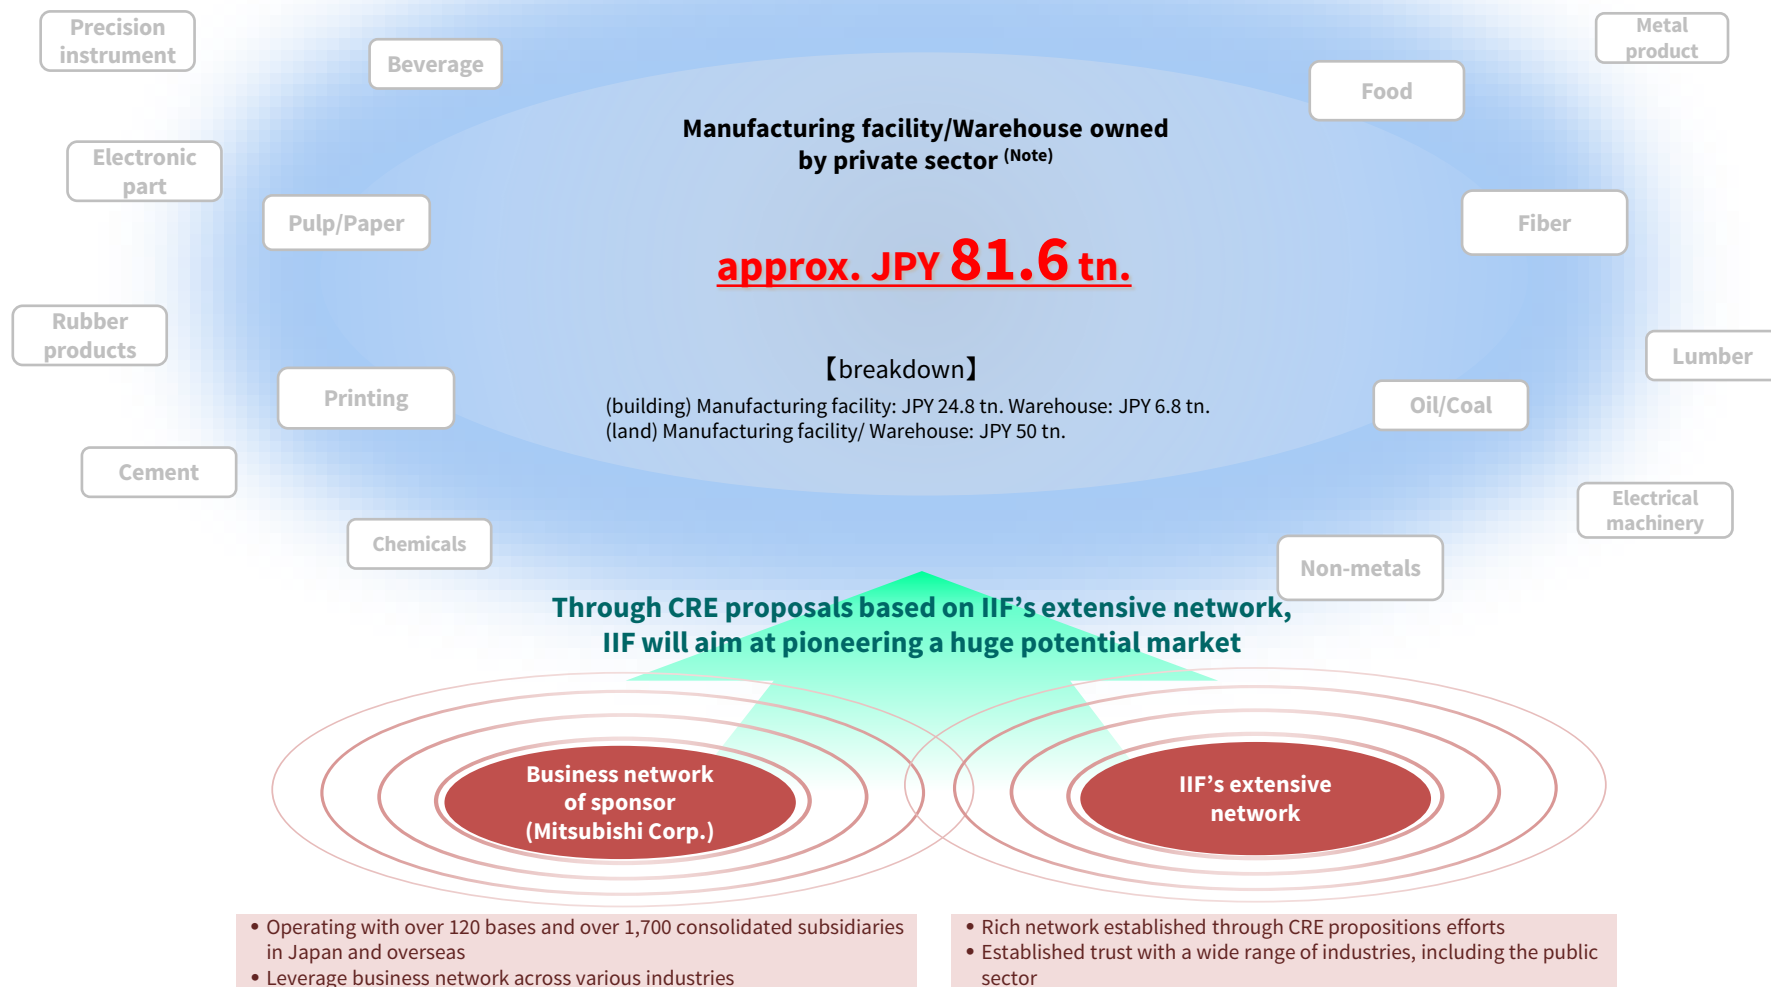 Precision
instrument
Beverage
Food
Metal
product
Manufacturing facility/Warehouse owned
by private sector (Note)
Electronic
part
Pulp/Paper
Fiber
approx. JPY 81.6 tn.
Rubber
products
Lumber
【breakdown】
Printing
(building) Manufacturing facility: JPY 24.8 tn. Warehouse: JPY 6.8 tn.
(land) Manufacturing facility/ Warehouse: JPY 50 tn.
Oil/Coal
Cement
Electrical
machinery
Chemicals
Non-metals
Through CRE proposals based on IIF’s extensive network,
IIF will aim at pioneering a huge potential market
Business network
of sponsor
(Mitsubishi Corp.)
IIF’s extensive
network
• Operating with over 120 bases and over 1,700 consolidated subsidiaries
in Japan and overseas
• Leverage business network across various industries
• Rich network established through CRE propositions efforts
• Established trust with a wide range of industries, including the public
sector